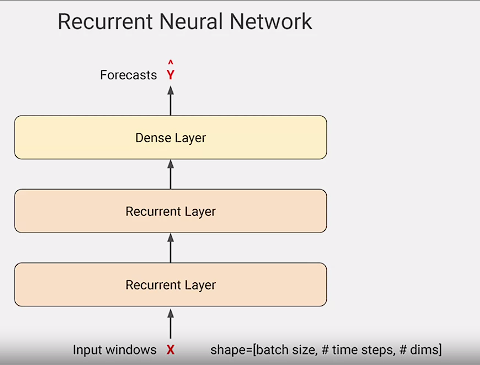 Recurrent Neural Network
Forecasts Ŷ
Dense Layer
Recurrent Layer
Recurrent Layer
Input windows X shape=[batch size, # time steps, # dims]